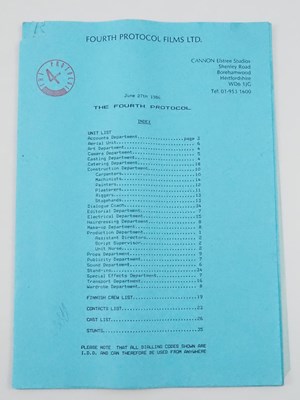 FOURTH PROTOCOL FILMS LTD.
CANNON Elstree Studios
Shenley Road
Borehamwood
Hertfordshire
WD6 1JG
Tel: 01-953 1600
June 27th 1986
THE FOURTH PROTOCOL
INDEX
UNIT LIST
Accounts Department page 2
Aerial Unit
Art Department
Camera Department
Casting Department
Catering Department
Construction Department
Carpenters
Machinists
Painters
Plasterers
Riggers
Stagehands
Dialogue Coach
Editorial Department
Electrical Department
Hairdressing Department
Makeup Department
Production Department
Assistant Directors
Script Supervisor
Unit Nurse
Props Department
Publicity Department
Sound Department
Stand-ins
Special Effects Department
Transport Department
Wardrobe Department
FINNISH CREW LIST
CONTACTS LIST
CAST LIST
STUNTS
PLEASE NOTE THAT ALL DIALLING CODES SHOWN ARE
I.D.D. AND CAN THEREFORE BE USED FROM ANYWHERE